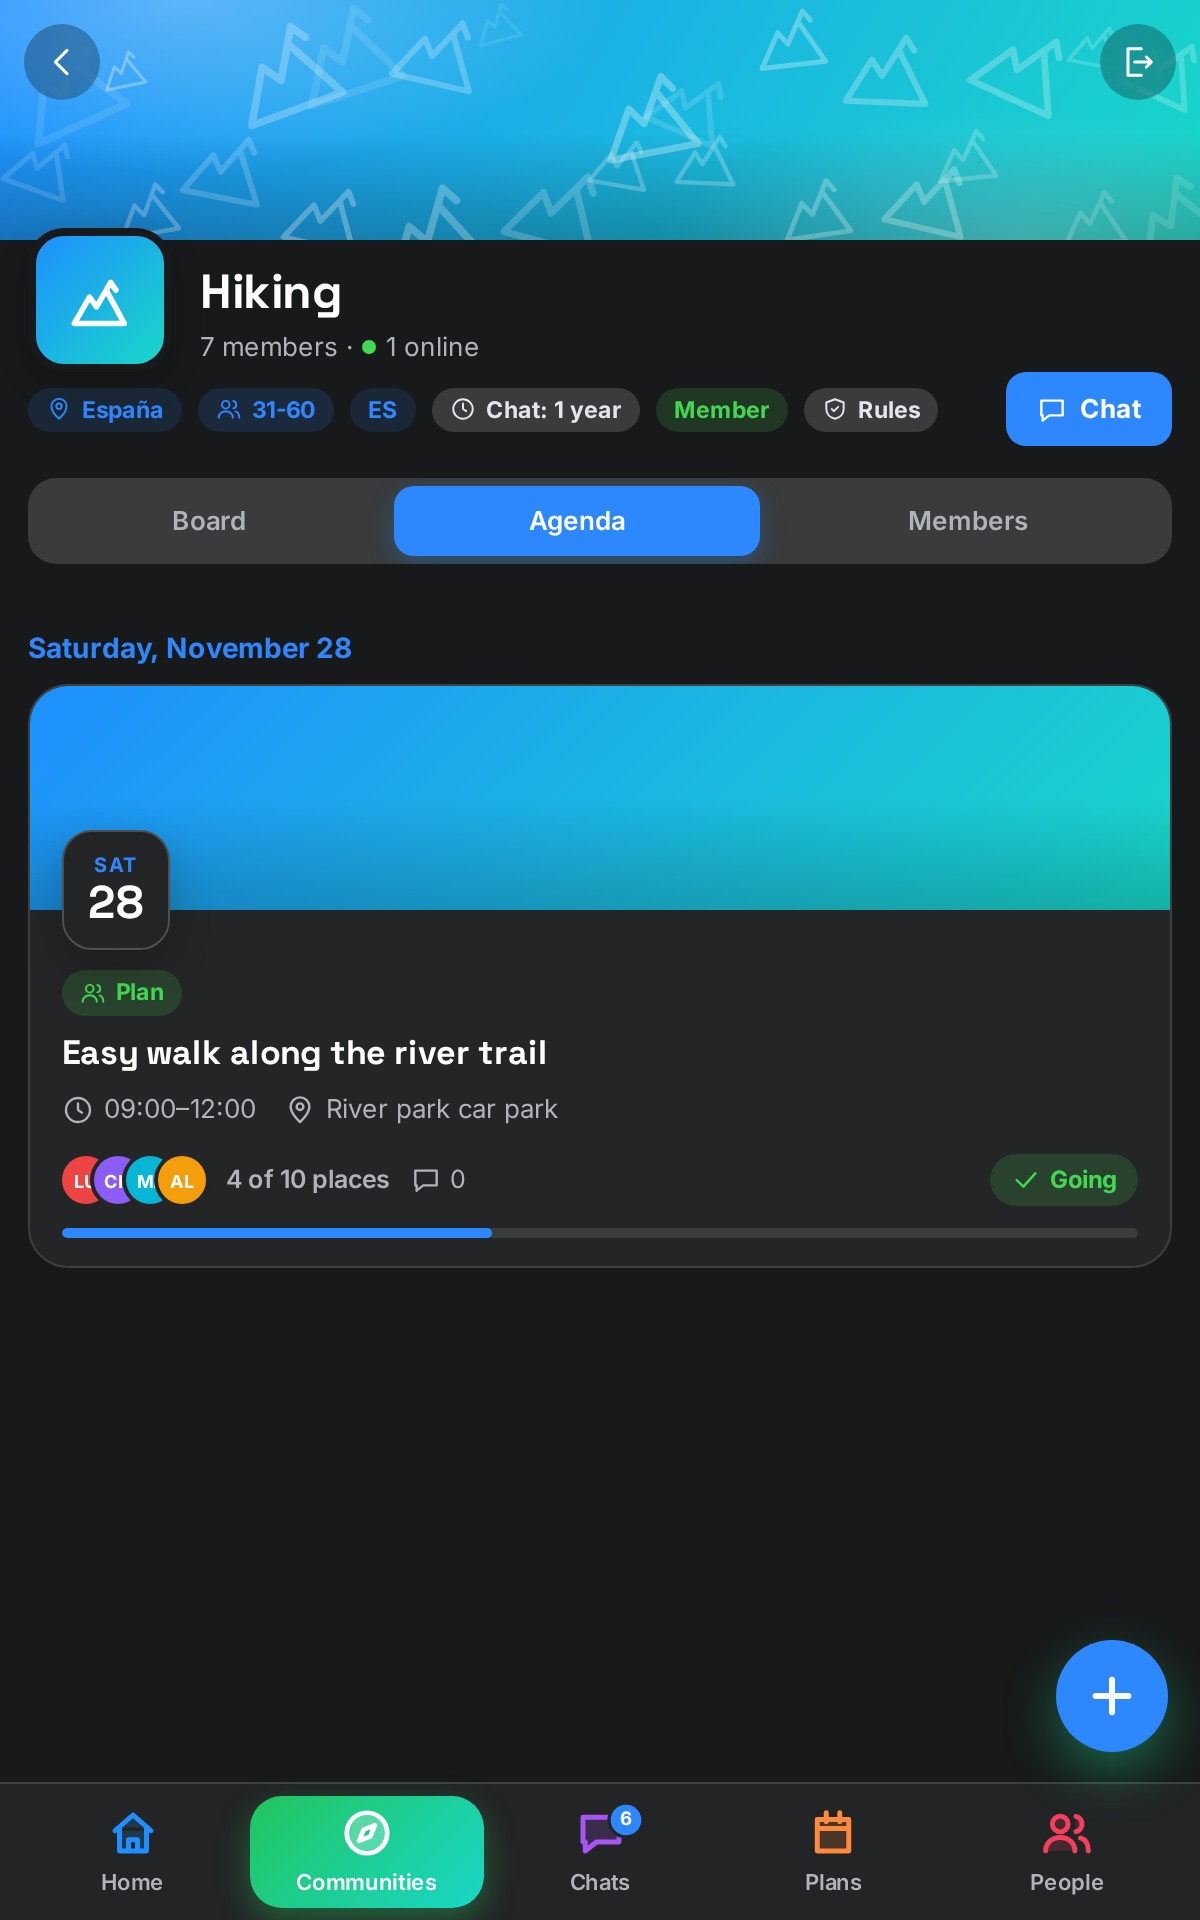 Hiking
7 members · 1 online
España 31-60 ES Chat: 1 year Member Rules Chat
Board Agenda Members
Saturday, November 28
SAT
28
Plan
Easy walk along the river trail
09:00–12:00 River park car park
AL 4 of 10 places 0 Going
6
Home Communities Chats Plans People